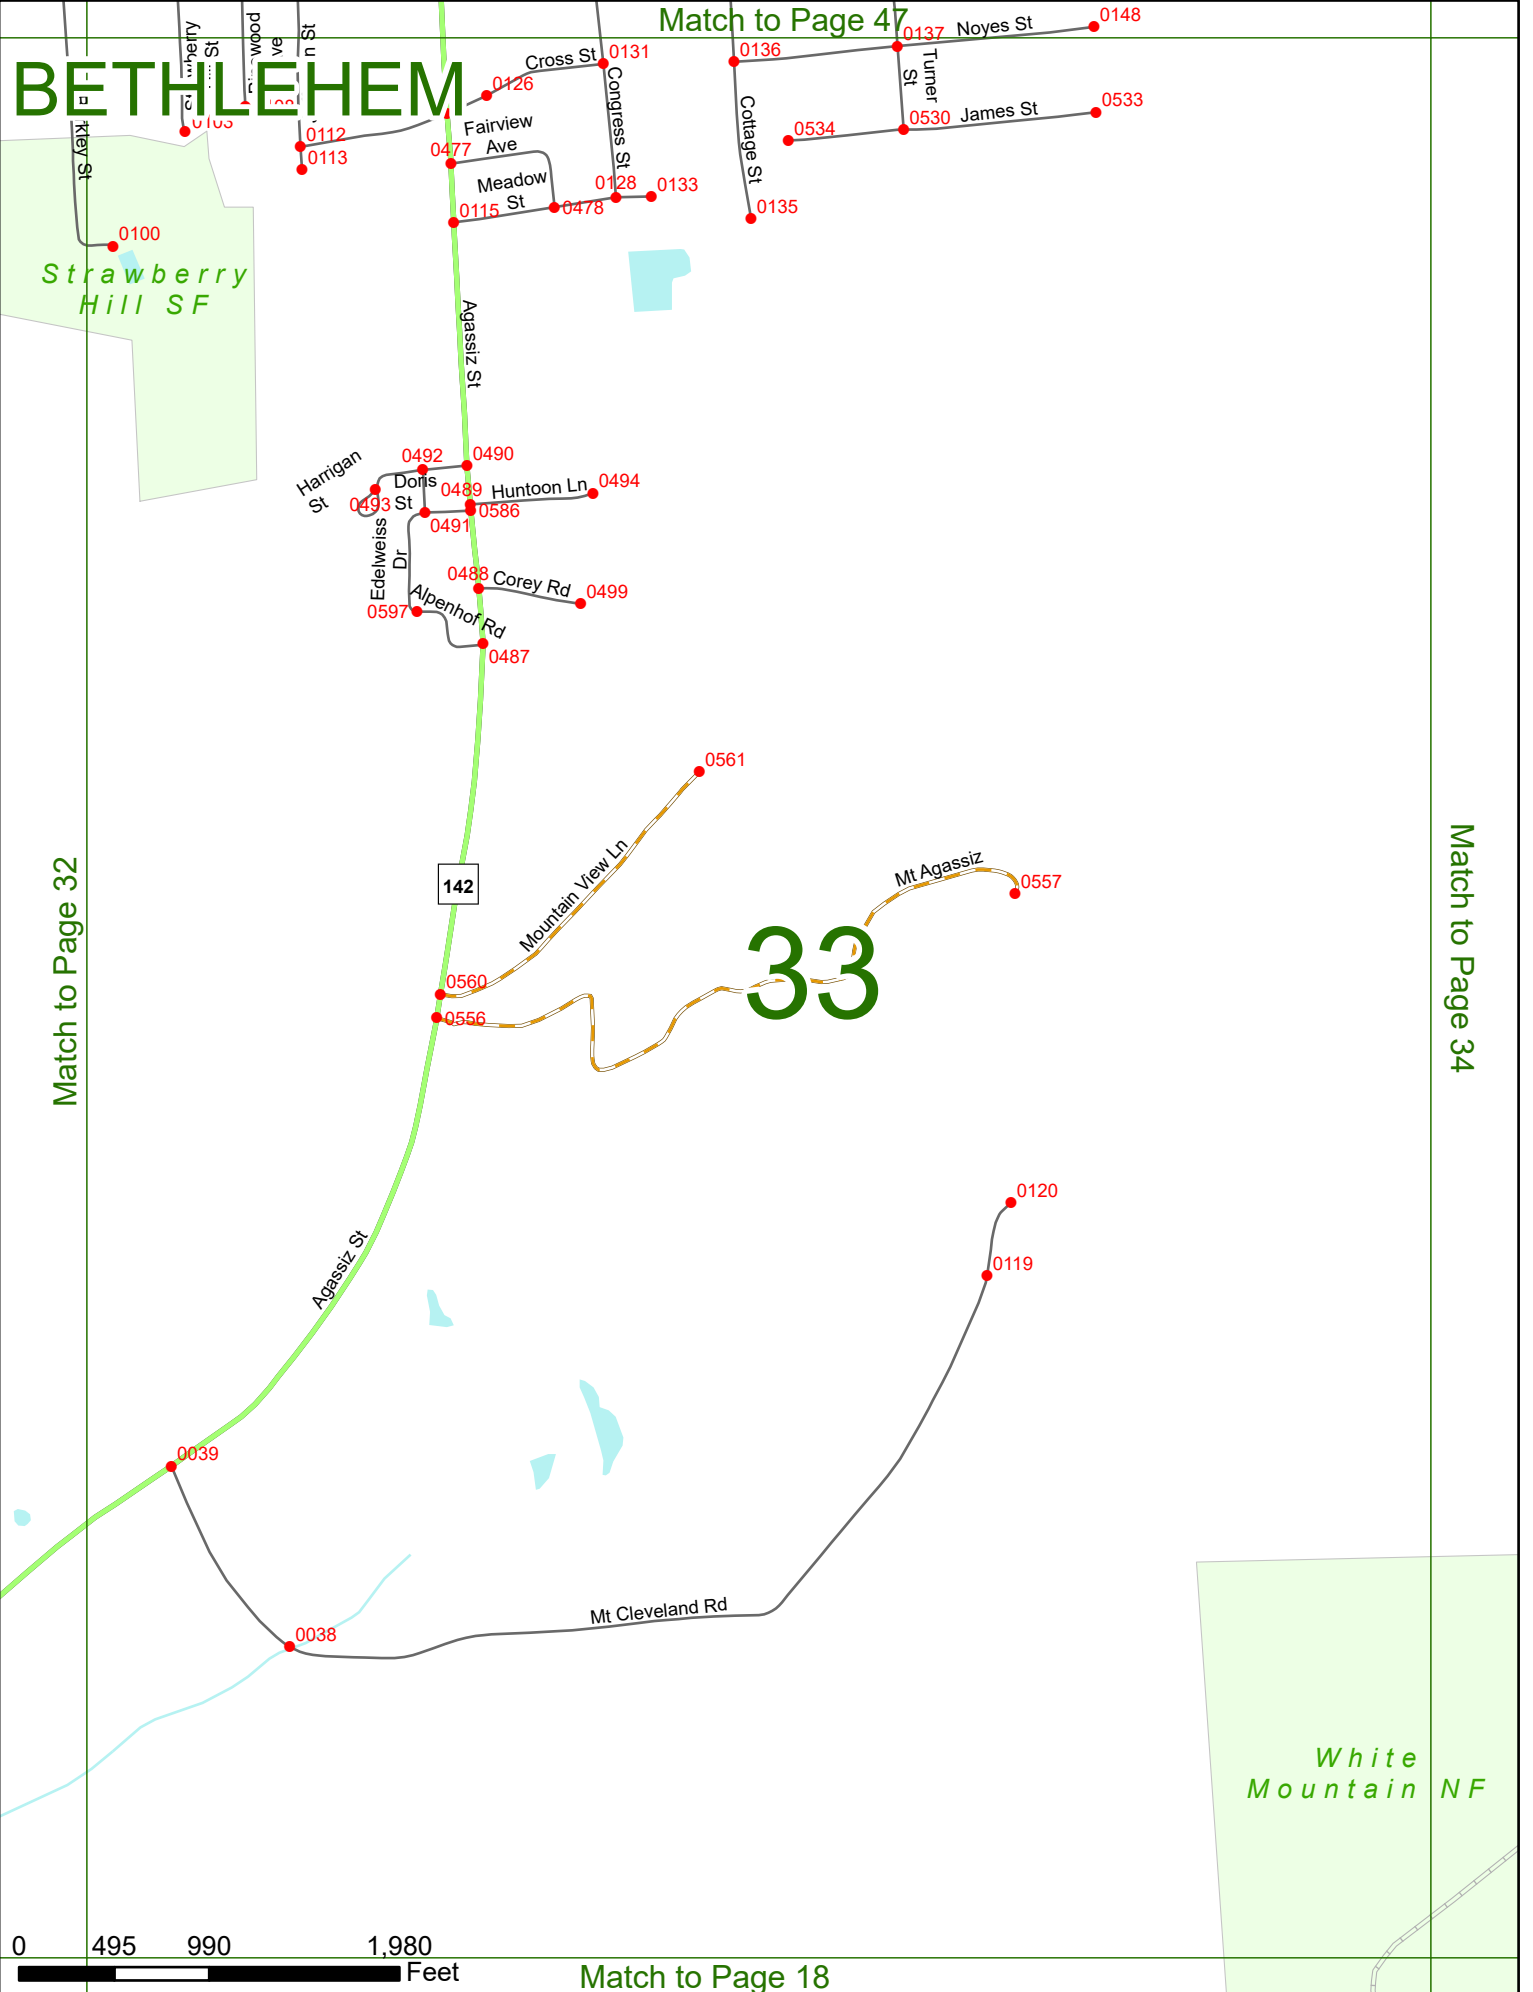 Match to Page 47
BETHLEHEM
Noyes St
0148
0137
0136
Cross St
0131
0126
Turner
St
James St
0533
0530
0534
Congress St
Cottage St
0112
0113
Fairview
Ave
0477
Meadow
St
0115
0478
0128
0133
0135
0100
Strawberry
Hill SF
Agassiz St
0492
0490
Harrigan
St
0493
Doris
St
0489
Huntoon Ln
0494
0586
0491
Edelweiss
Dr
0488
Corey Rd
0499
0597
Alpenhof Rd
0487
0561
Mountain View Ln
142
Mt Agassiz
0557
33
Match to Page 32
Match to Page 34
0560
0556
0120
0119
Agassiz St
0039
0038
Mt Cleveland Rd
White
Mountain NF
0 495 990 1,980
Feet
Match to Page 18